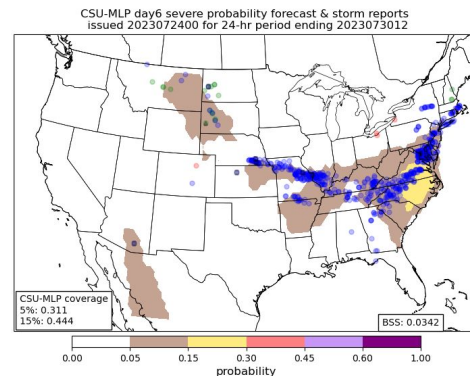 CSU-MLP day6 severe probability forecast & storm reports
issued 2023072400 for 24-hr period ending 2023073012
CSU-MLP coverage
5%: 0.311
15%: 0.444
BSS: 0.0342
0.00 0.05 0.15 0.30 0.45 0.60 1.00
probability